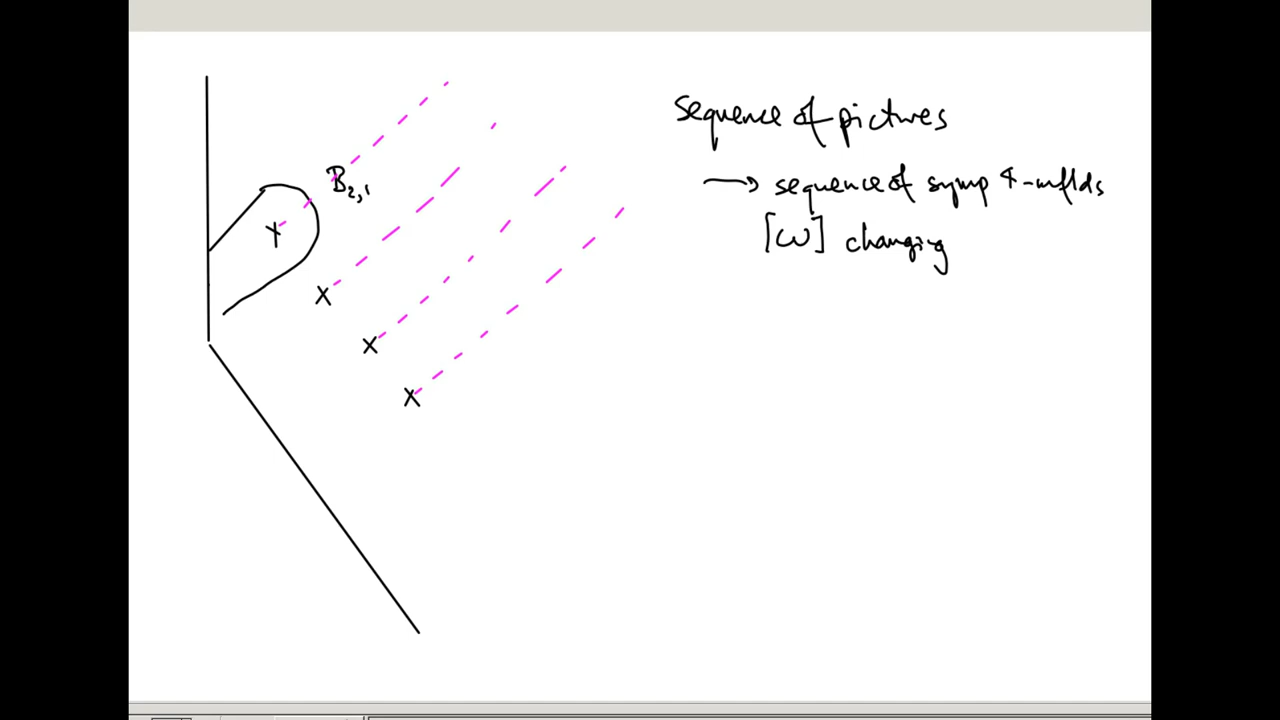 sequence of pictures
→ sequence of symp 4-mflds
[ω] changing
B2,1
X
X
X
X